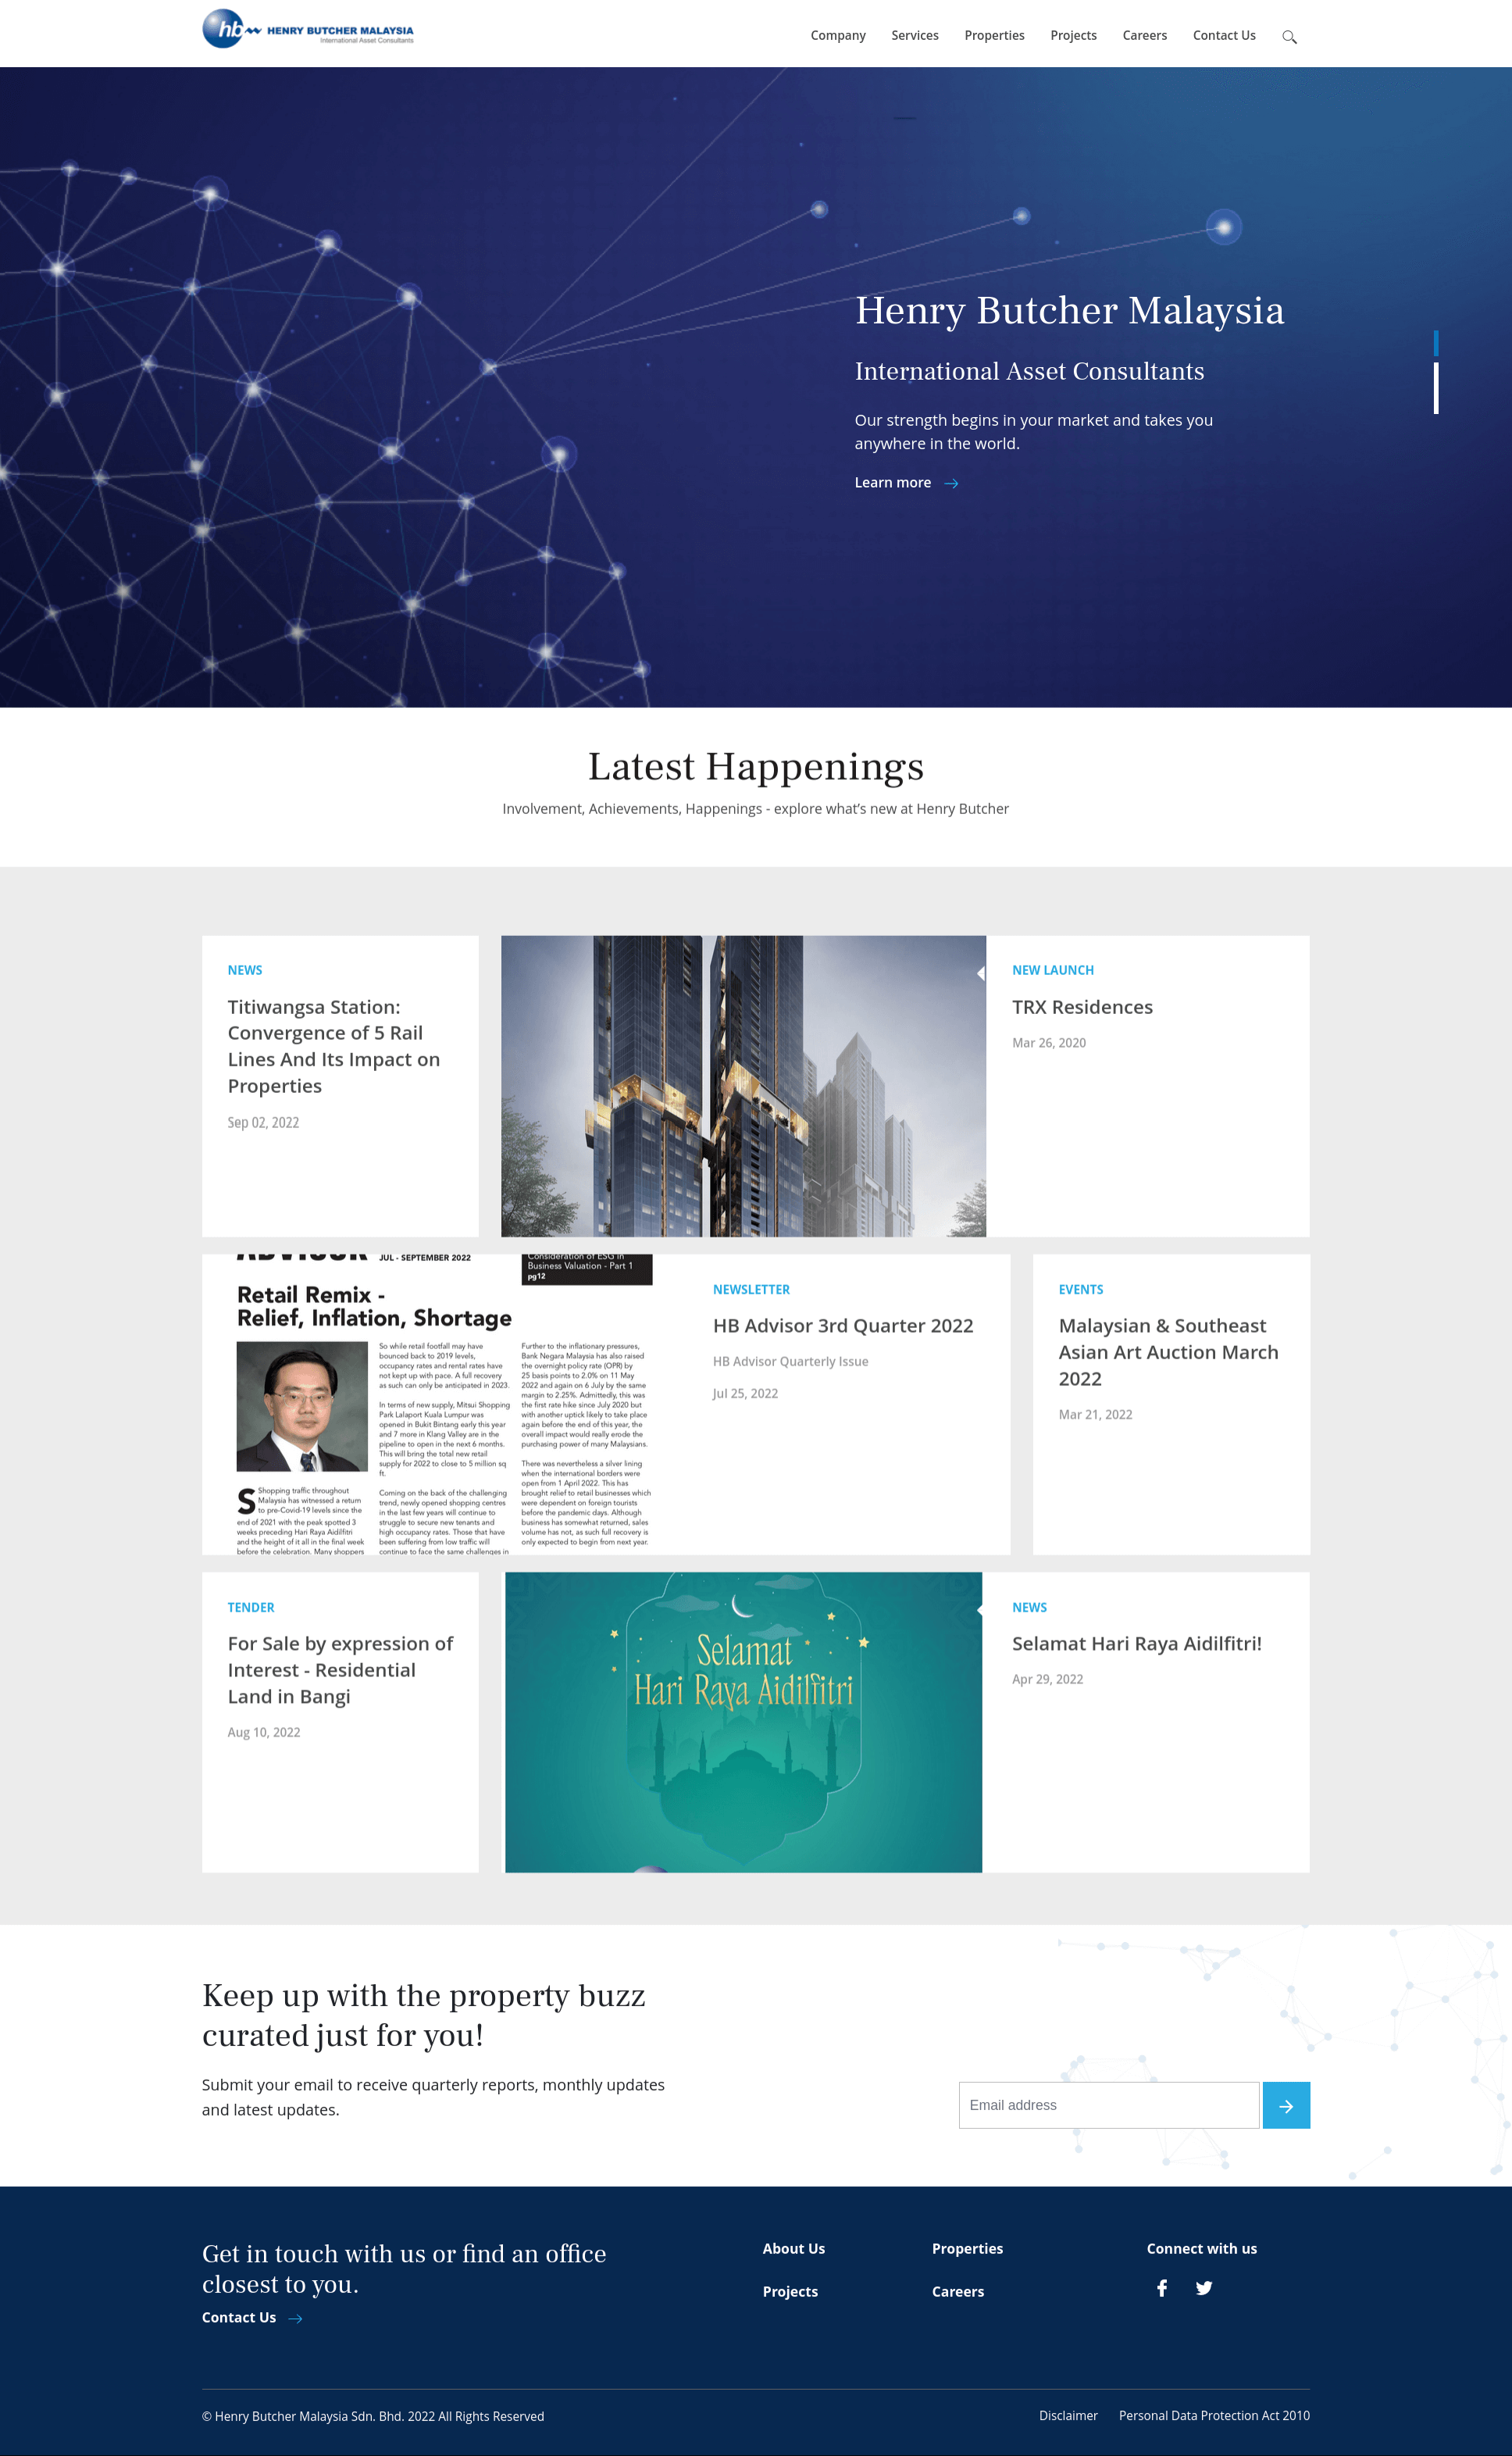 hb HENRY BUTCHER MALAYSIA
International Asset Consultants
Company Services Properties Projects Careers Contact Us
Henry Butcher Malaysia
International Asset Consultants
Our strength begins in your market and takes you
anywhere in the world.
Learn more
Latest Happenings
Involvement, Achievements, Happenings - explore what’s new at Henry Butcher
NEWS
Titiwangsa Station:
Convergence of 5 Rail
Lines And Its Impact on
Properties
Sep 02, 2022
NEW LAUNCH
TRX Residences
Mar 26, 2020
JUL - SEPTEMBER 2022
Consideration of ESG in
Business Valuation - Part 1
pg12
Retail Remix -
Relief, Inflation, Shortage
Shopping traffic throughout
Malaysia has witnessed a return
to pre-Covid-19 levels since the
end of 2021 with the peak spotted 3
weeks preceding Hari Raya Aidilfitri
and the height of it all in the final week
before the celebration. Many shoppers
So while retail footfall may have
bounced back to 2019 levels,
occupancy rates and rental rates have
not kept up with pace. A full recovery
as such can only be anticipated in 2023.
In terms of new supply, Mitsui Shopping
Park Lalaport Kuala Lumpur was
opened in Bukit Bintang early this year
and 7 more in Klang Valley are in the
pipeline to open in the next 6 months.
This will bring the total new retail
supply for 2022 to close to 5 million sq
ft.
Coming on the back of the challenging
trend, newly opened shopping centres
in the last few years will continue to
struggle to secure new tenants and
high occupancy rates. Those that have
been suffering from low traffic will
continue to face the same challenges in
Further to the inflationary pressures,
Bank Negara Malaysia has also raised
the overnight policy rate (OPR) by
25 basis points to 2.0% on 11 May
2022 and again on 6 July by the same
margin to 2.25%. Admittedly, this was
the first rate hike since July 2020 but
with another uptick likely to take place
again before the end of this year, the
overall impact would really erode the
purchasing power of many Malaysians.
There was nevertheless a silver lining
when the international borders were
open from 1 April 2022. This has
brought relief to retail businesses which
were dependent on foreign tourists
before the pandemic days. Although
business has somewhat returned, sales
volume has not, as such full recovery is
only expected to begin from next year.
NEWSLETTER
HB Advisor 3rd Quarter 2022
HB Advisor Quarterly Issue
Jul 25, 2022
EVENTS
Malaysian & Southeast
Asian Art Auction March
2022
Mar 21, 2022
TENDER
For Sale by expression of
Interest - Residential
Land in Bangi
Aug 10, 2022
Selamat
Hari Raya Aidilfitri
NEWS
Selamat Hari Raya Aidilfitri!
Apr 29, 2022
Keep up with the property buzz
curated just for you!
Submit your email to receive quarterly reports, monthly updates
and latest updates.
Email address
Get in touch with us or find an office
closest to you.
Contact Us
About Us Properties Connect with us
Projects Careers
© Henry Butcher Malaysia Sdn. Bhd. 2022 All Rights Reserved
Disclaimer Personal Data Protection Act 2010